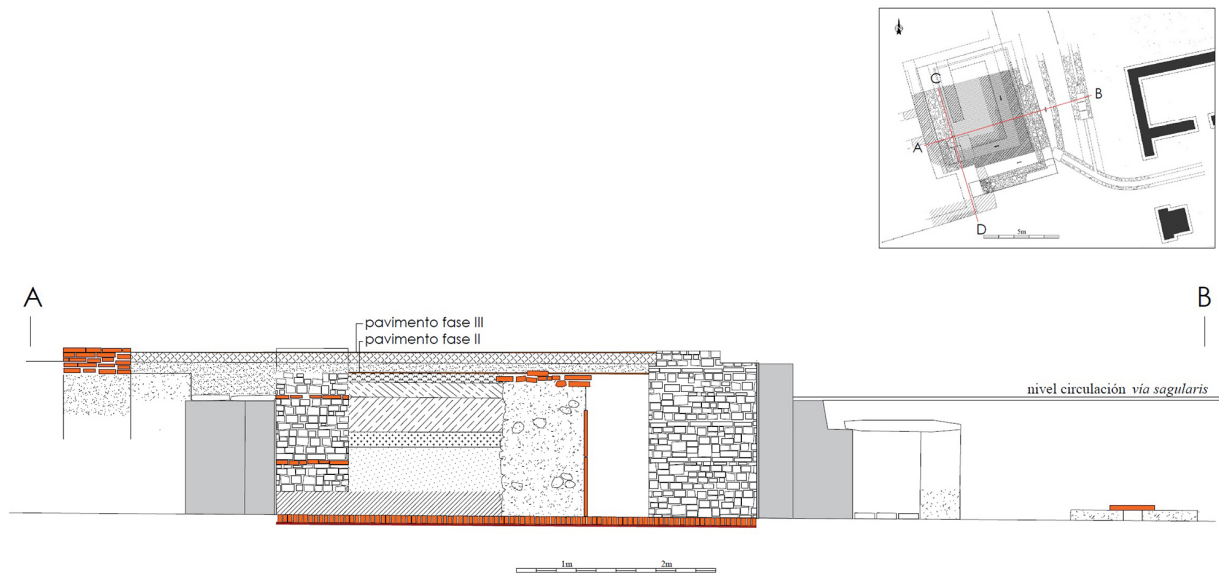 C
B
A
D
5m
A
B
pavimento fase III
pavimento fase II
nivel circulación vía sagularis
1m 2m